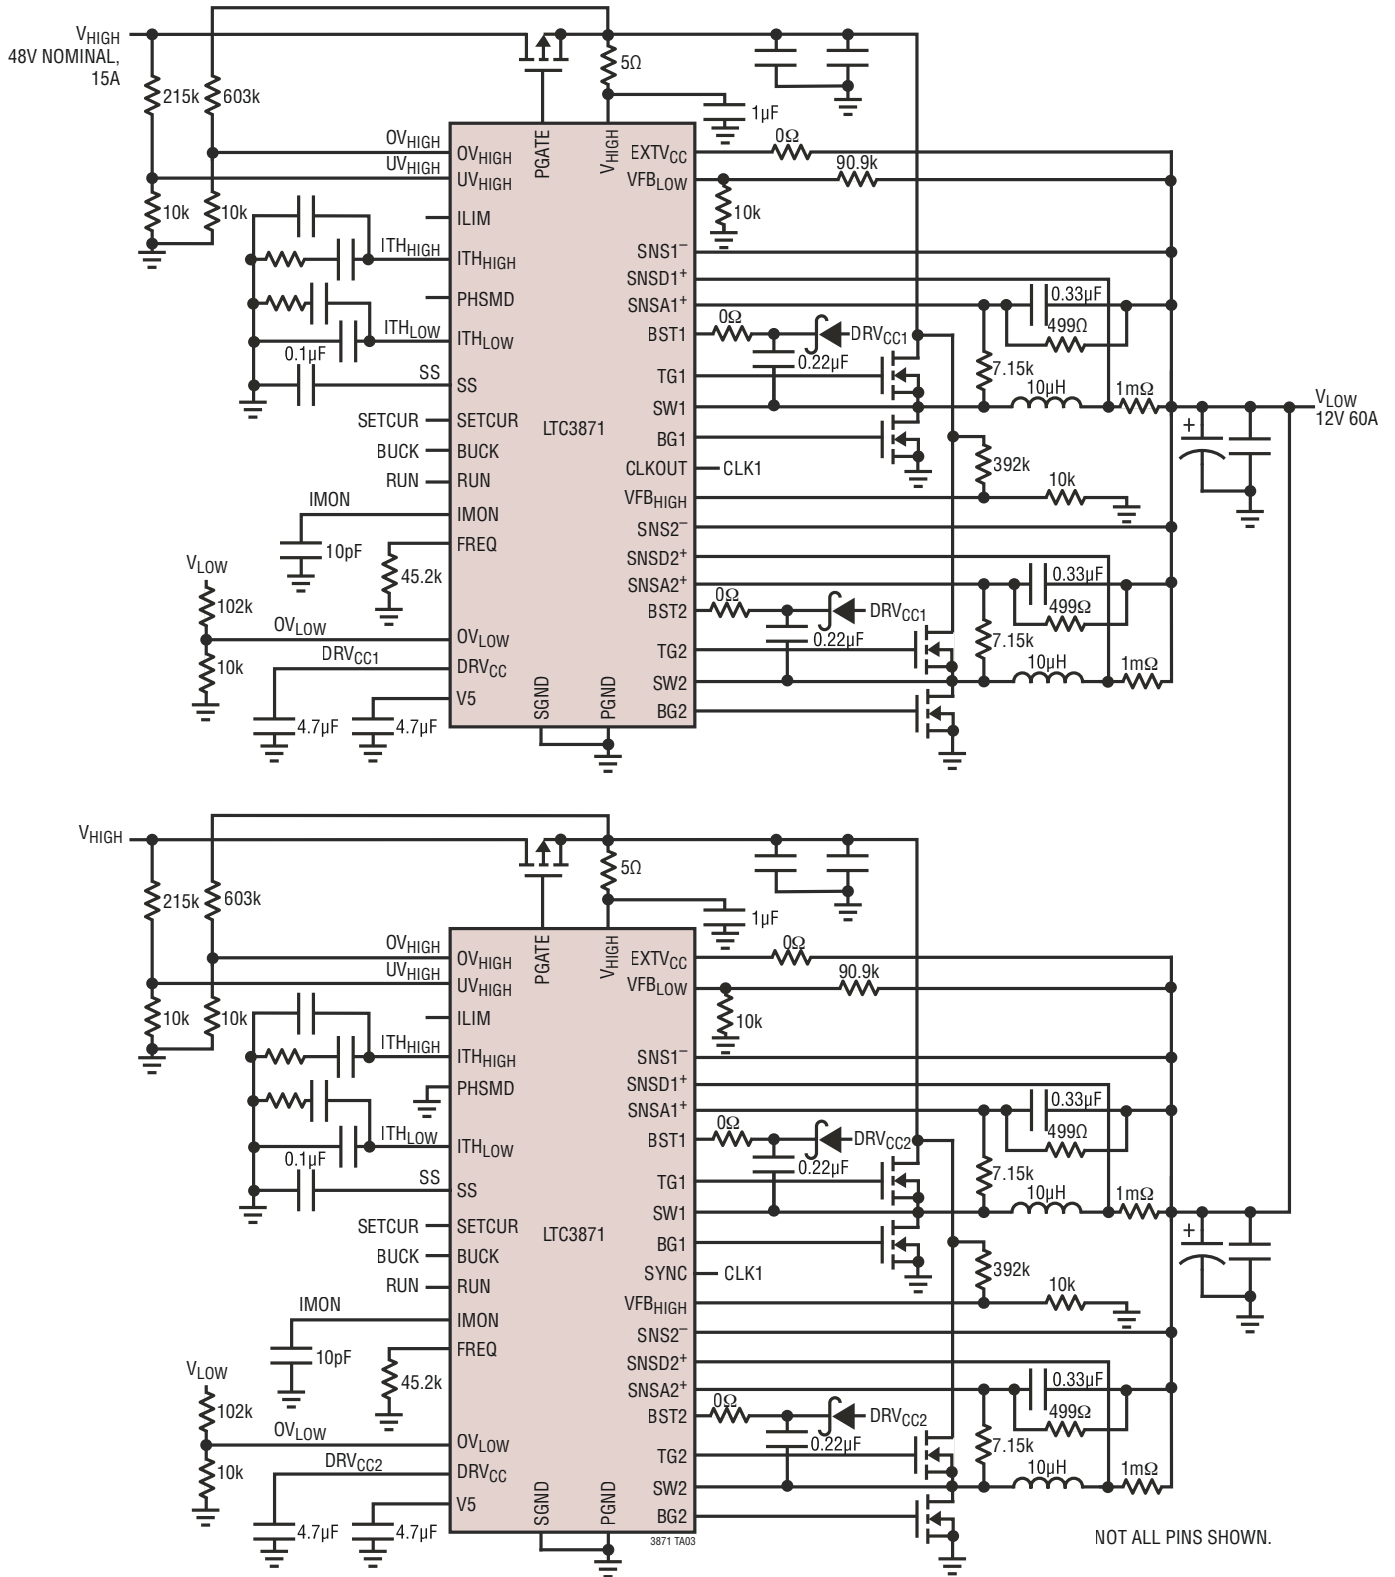 VHIGH
48V NOMINAL,
15A
215k
603k
5Ω
1µF
OVHIGH
UVHIGH
10k
10k
ITHHIGH
ITHLOW
0.1µF
SS
SETCUR
BUCK
RUN
IMON
10pF
45.2k
VLOW
102k
OVLOW
10k
DRVCC1
4.7µF
4.7µF
PGATE
VHIGH
OVHIGH
UVHIGH
ILIM
ITHHIGH
PHSMD
ITHLOW
SS
SETCUR
BUCK
RUN
IMON
FREQ
OVLOW
DRVCC
V5
SGND
PGND
LTC3871
EXTVCC
VFBLOW
SNS1–
SNSD1+
SNSA1+
BST1
TG1
SW1
BG1
CLKOUT
VFBHIGH
SNS2–
SNSD2+
SNSA2+
BST2
TG2
SW2
BG2
0Ω
90.9k
10k
0Ω
DRVCC1
0.22µF
0.33µF
499Ω
7.15k
10µH
1mΩ
VLOW
12V 60A
+
CLK1
392k
10k
0Ω
DRVCC1
0.22µF
0.33µF
499Ω
7.15k
10µH
1mΩ
VHIGH
215k
603k
5Ω
1µF
OVHIGH
UVHIGH
10k
10k
ITHHIGH
ITHLOW
0.1µF
SS
SETCUR
BUCK
RUN
IMON
10pF
45.2k
VLOW
102k
OVLOW
10k
DRVCC2
4.7µF
4.7µF
PGATE
VHIGH
OVHIGH
UVHIGH
ILIM
ITHHIGH
PHSMD
ITHLOW
SS
SETCUR
BUCK
RUN
IMON
FREQ
OVLOW
DRVCC
V5
SGND
PGND
LTC3871
EXTVCC
VFBLOW
SNS1–
SNSD1+
SNSA1+
BST1
TG1
SW1
BG1
SYNC
VFBHIGH
SNS2–
SNSD2+
SNSA2+
BST2
TG2
SW2
BG2
0Ω
90.9k
10k
0Ω
DRVCC2
0.22µF
0.33µF
499Ω
7.15k
10µH
1mΩ
+
CLK1
392k
10k
0Ω
DRVCC2
0.22µF
0.33µF
499Ω
7.15k
10µH
1mΩ
3871 TA03
NOT ALL PINS SHOWN.